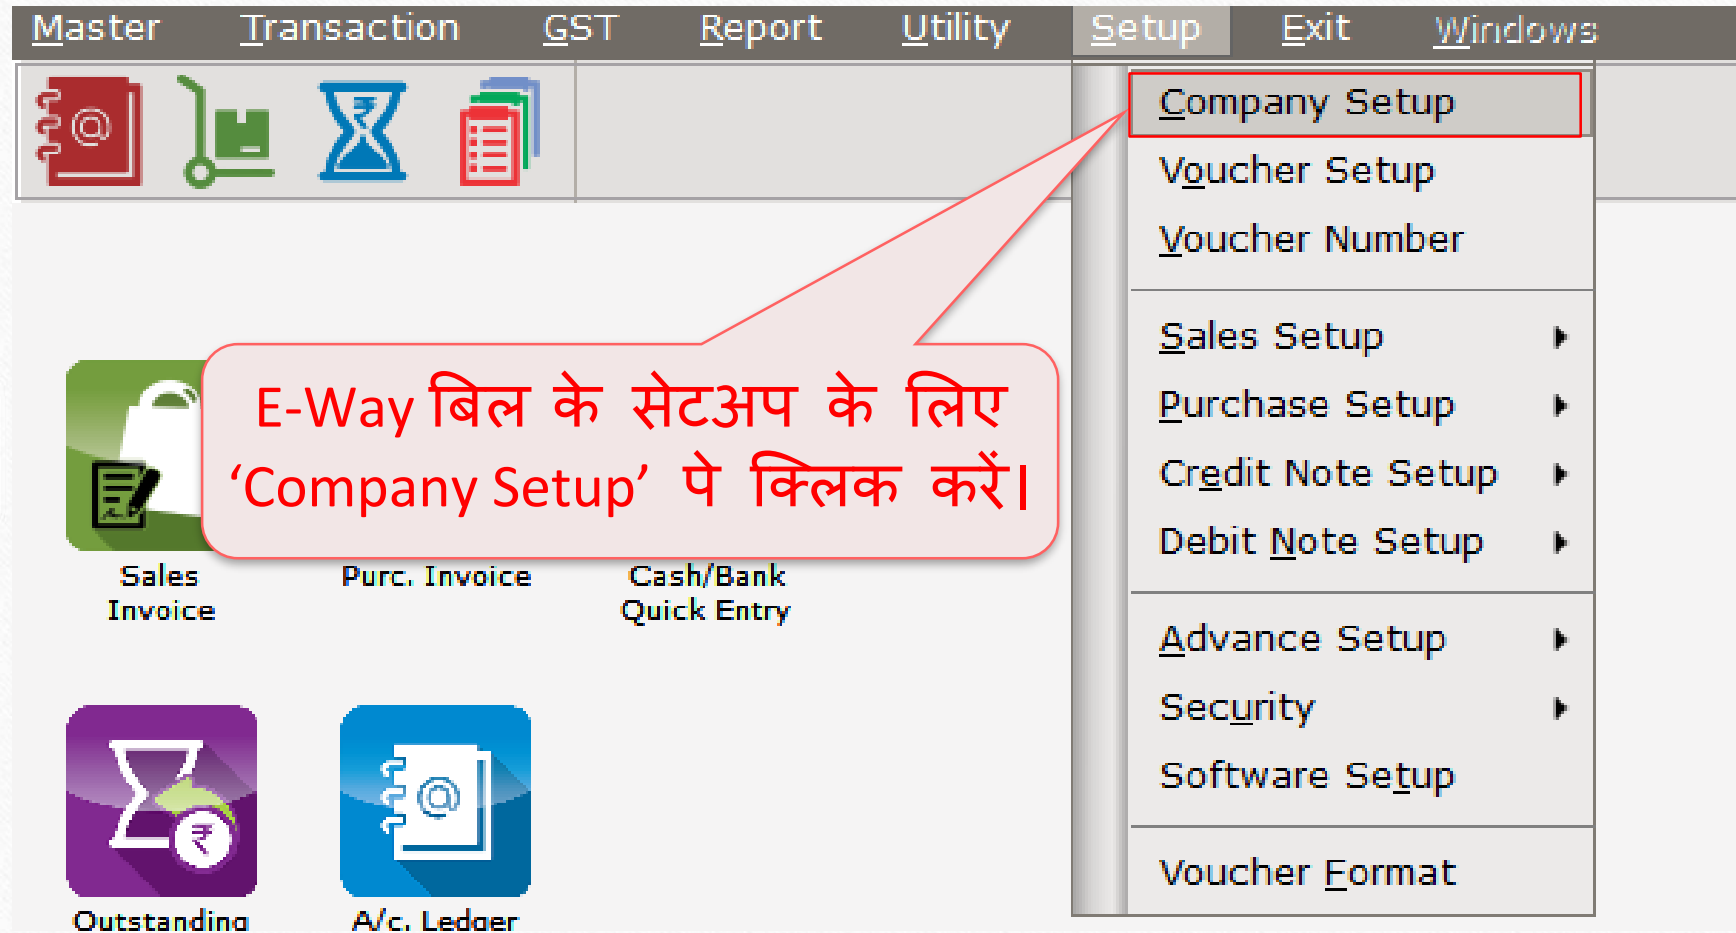 Master Transaction GST Report Utility Setup Exit Windows
Company Setup
Voucher Setup
Voucher Number
Sales Setup
Purchase Setup
Credit Note Setup
Debit Note Setup
Advance Setup
Security
Software Setup
Voucher Format
E-Way बिल के सेटअप के लिए
‘Company Setup’ पे क्लिक करें।
Sales
Invoice
Purc. Invoice
Cash/Bank
Quick Entry
Outstanding
A/c. Ledger